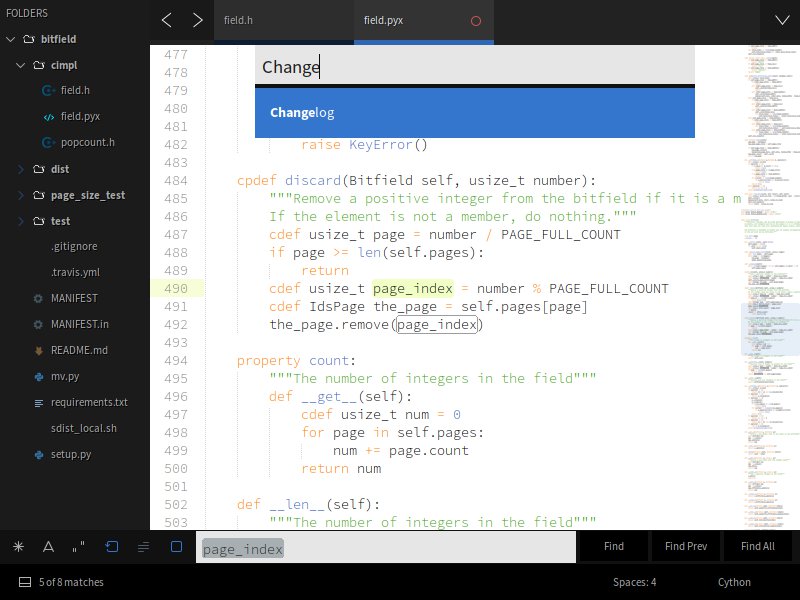 FOLDERS
bitfield
cimpl
field.h
field.pyx
popcount.h
dist
page_size_test
test
.gitignore
.travis.yml
MANIFEST
MANIFEST.in
README.md
mv.py
requirements.txt
sdist_local.sh
setup.py
field.h
field.pyx
Change
Changelog
477
478
479
480
481
482 raise KeyError()
483
484 cpdef discard(Bitfield self, usize_t number):
485 """Remove a positive integer from the bitfield if it is a m
486 If the element is not a member, do nothing."""
487 cdef usize_t page = number / PAGE_FULL_COUNT
488 if page >= len(self.pages):
489 return
490 cdef usize_t page_index = number % PAGE_FULL_COUNT
491 cdef IdsPage the_page = self.pages[page]
492 the_page.remove(page_index)
493
494 property count:
495 """The number of integers in the field"""
496 def __get__(self):
497 cdef usize_t num = 0
498 for page in self.pages:
499 num += page.count
500 return num
501
502 def __len__(self):
503 """The number of integers in the field"""
page_index
Find
Find Prev
Find All
5 of 8 matches
Spaces: 4
Cython